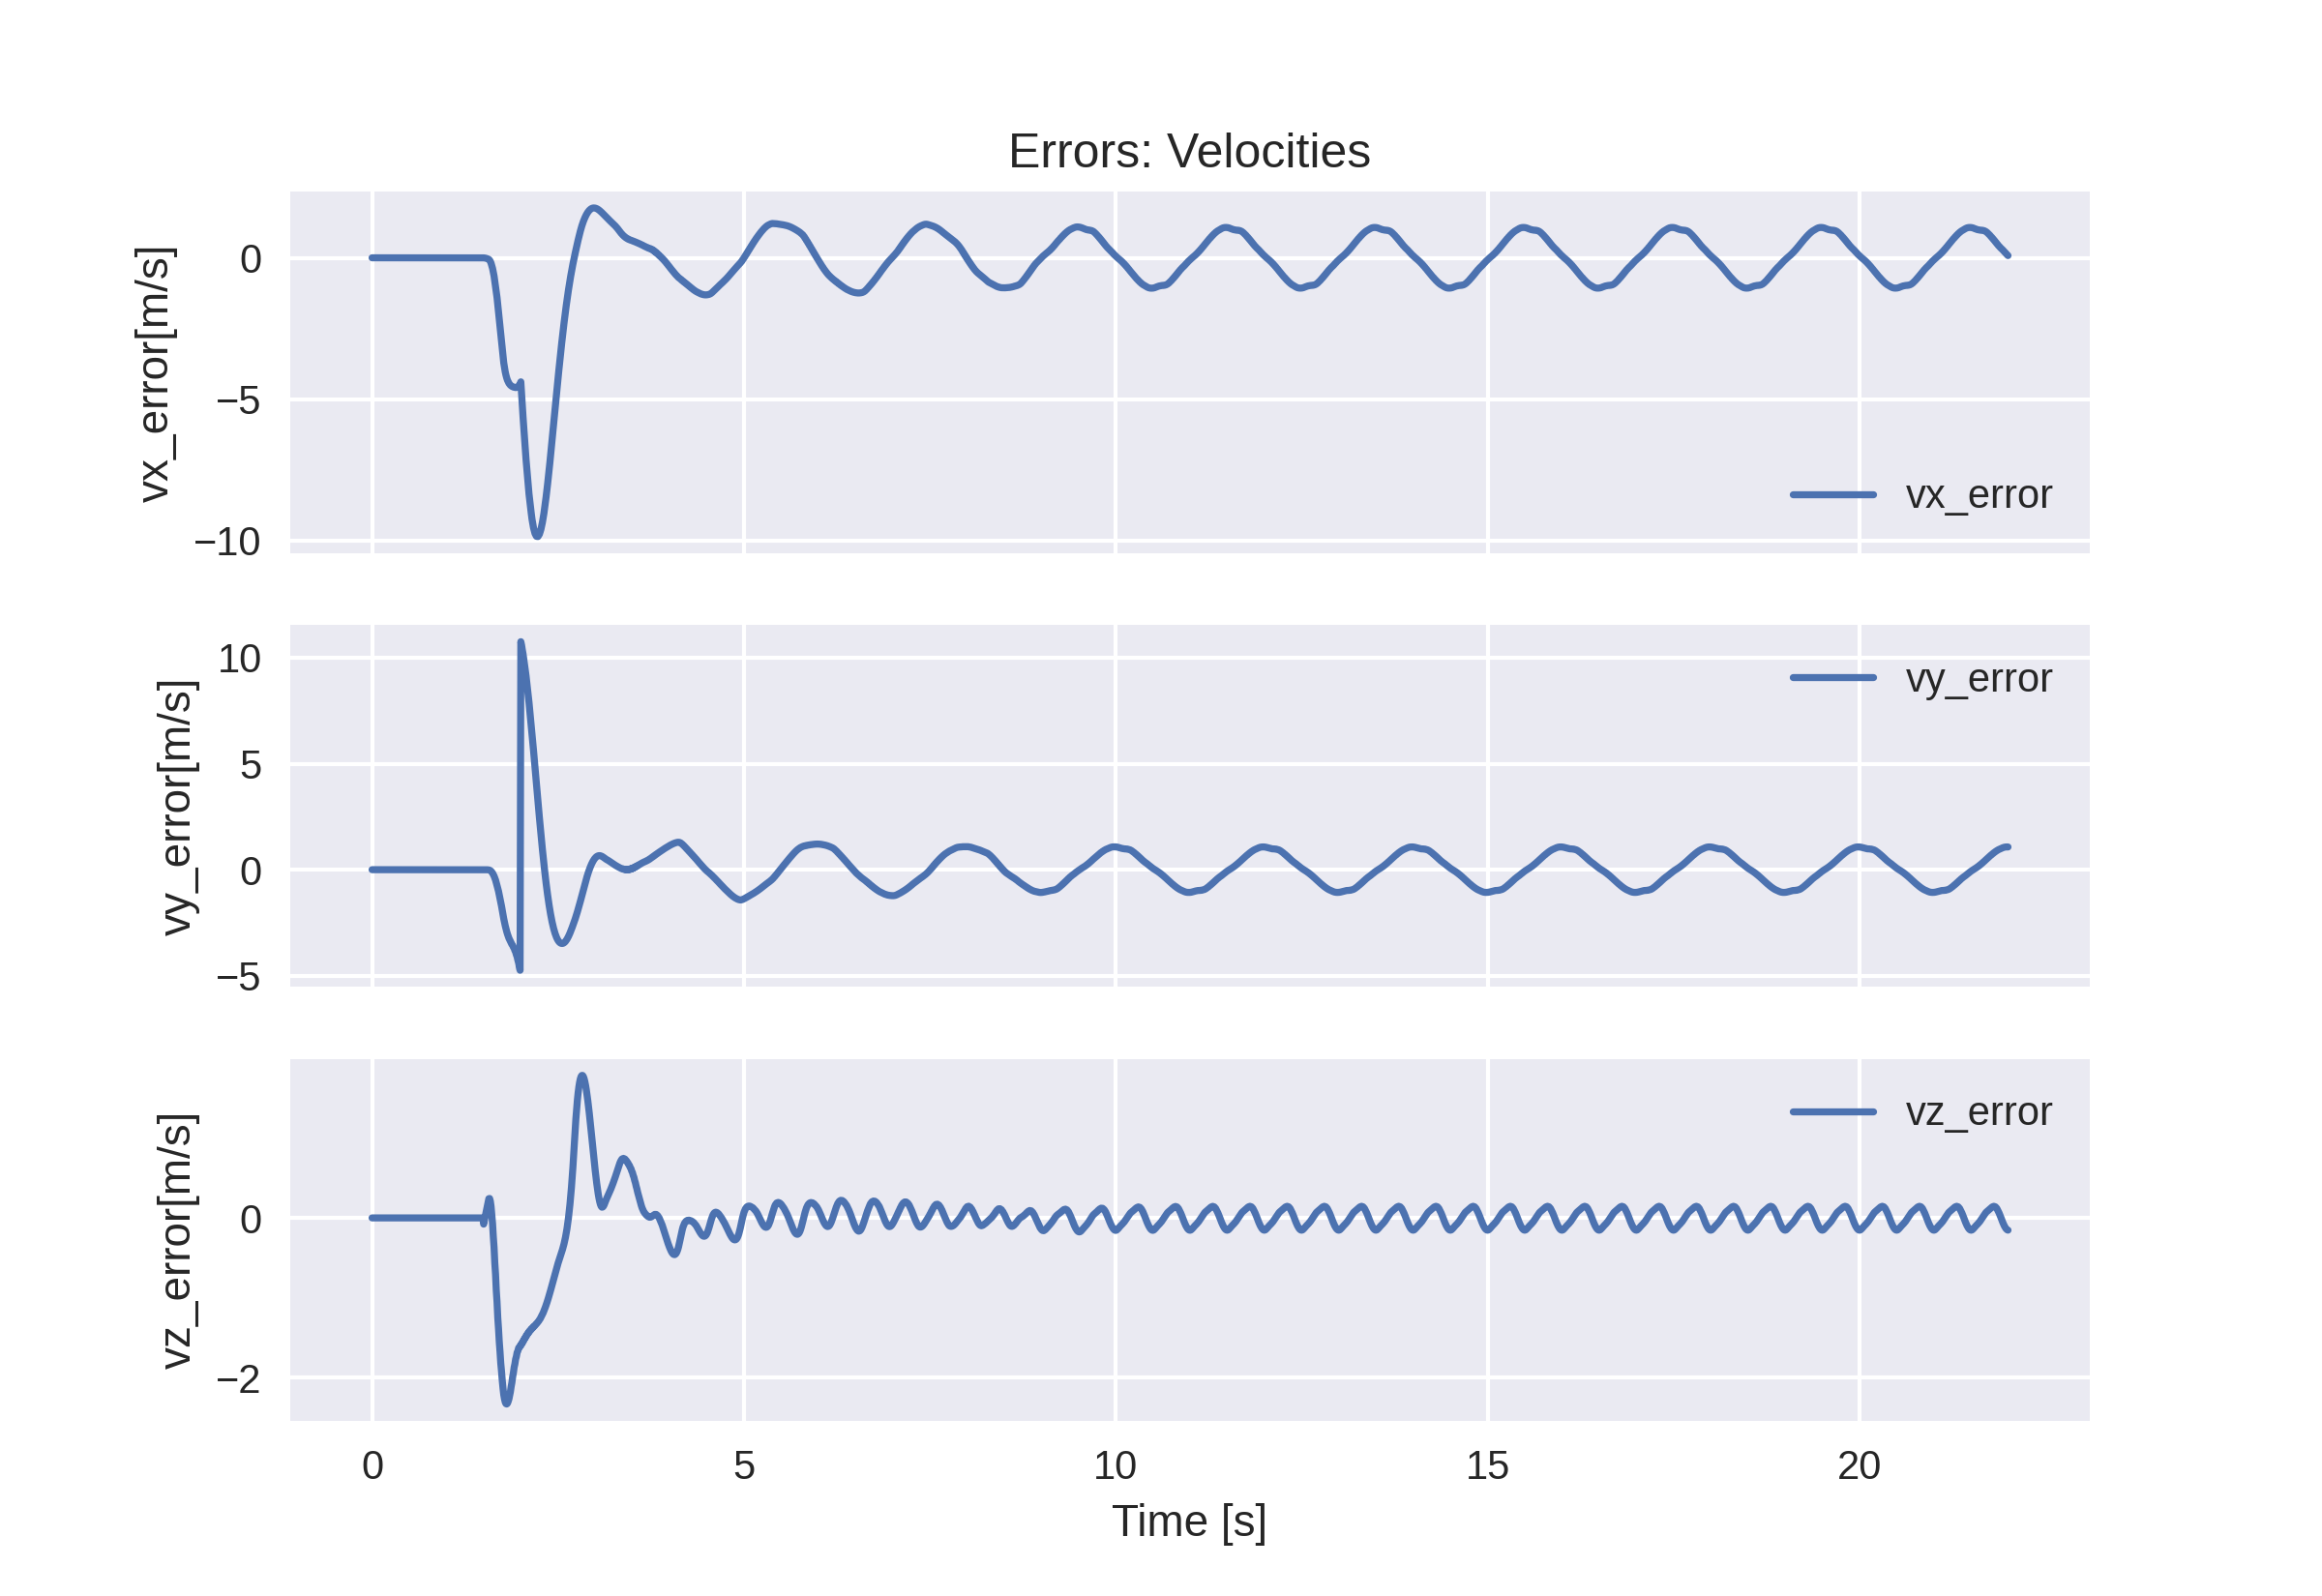 Errors: Velocities
vx_error[m/s]
0
−5
−10
vx_error
vy_error[m/s]
10
5
0
−5
vy_error
vz_error[m/s]
0
−2
vz_error
0 5 10 15 20
Time [s]